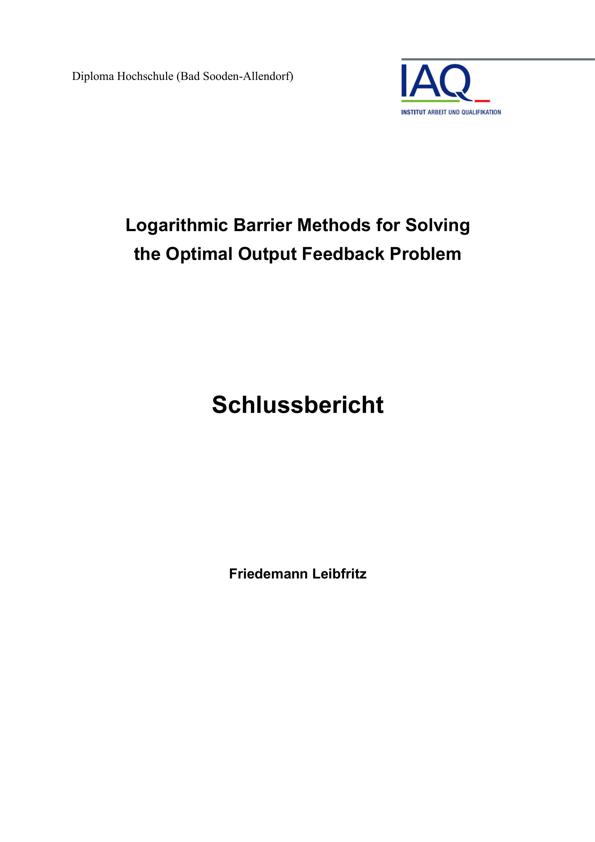 Diploma Hochschule (Bad Sooden-Allendorf)
IAQ
INSTITUT ARBEIT UND QUALIFIKATION
Logarithmic Barrier Methods for Solving
the Optimal Output Feedback Problem
Schlussbericht
Friedemann Leibfritz